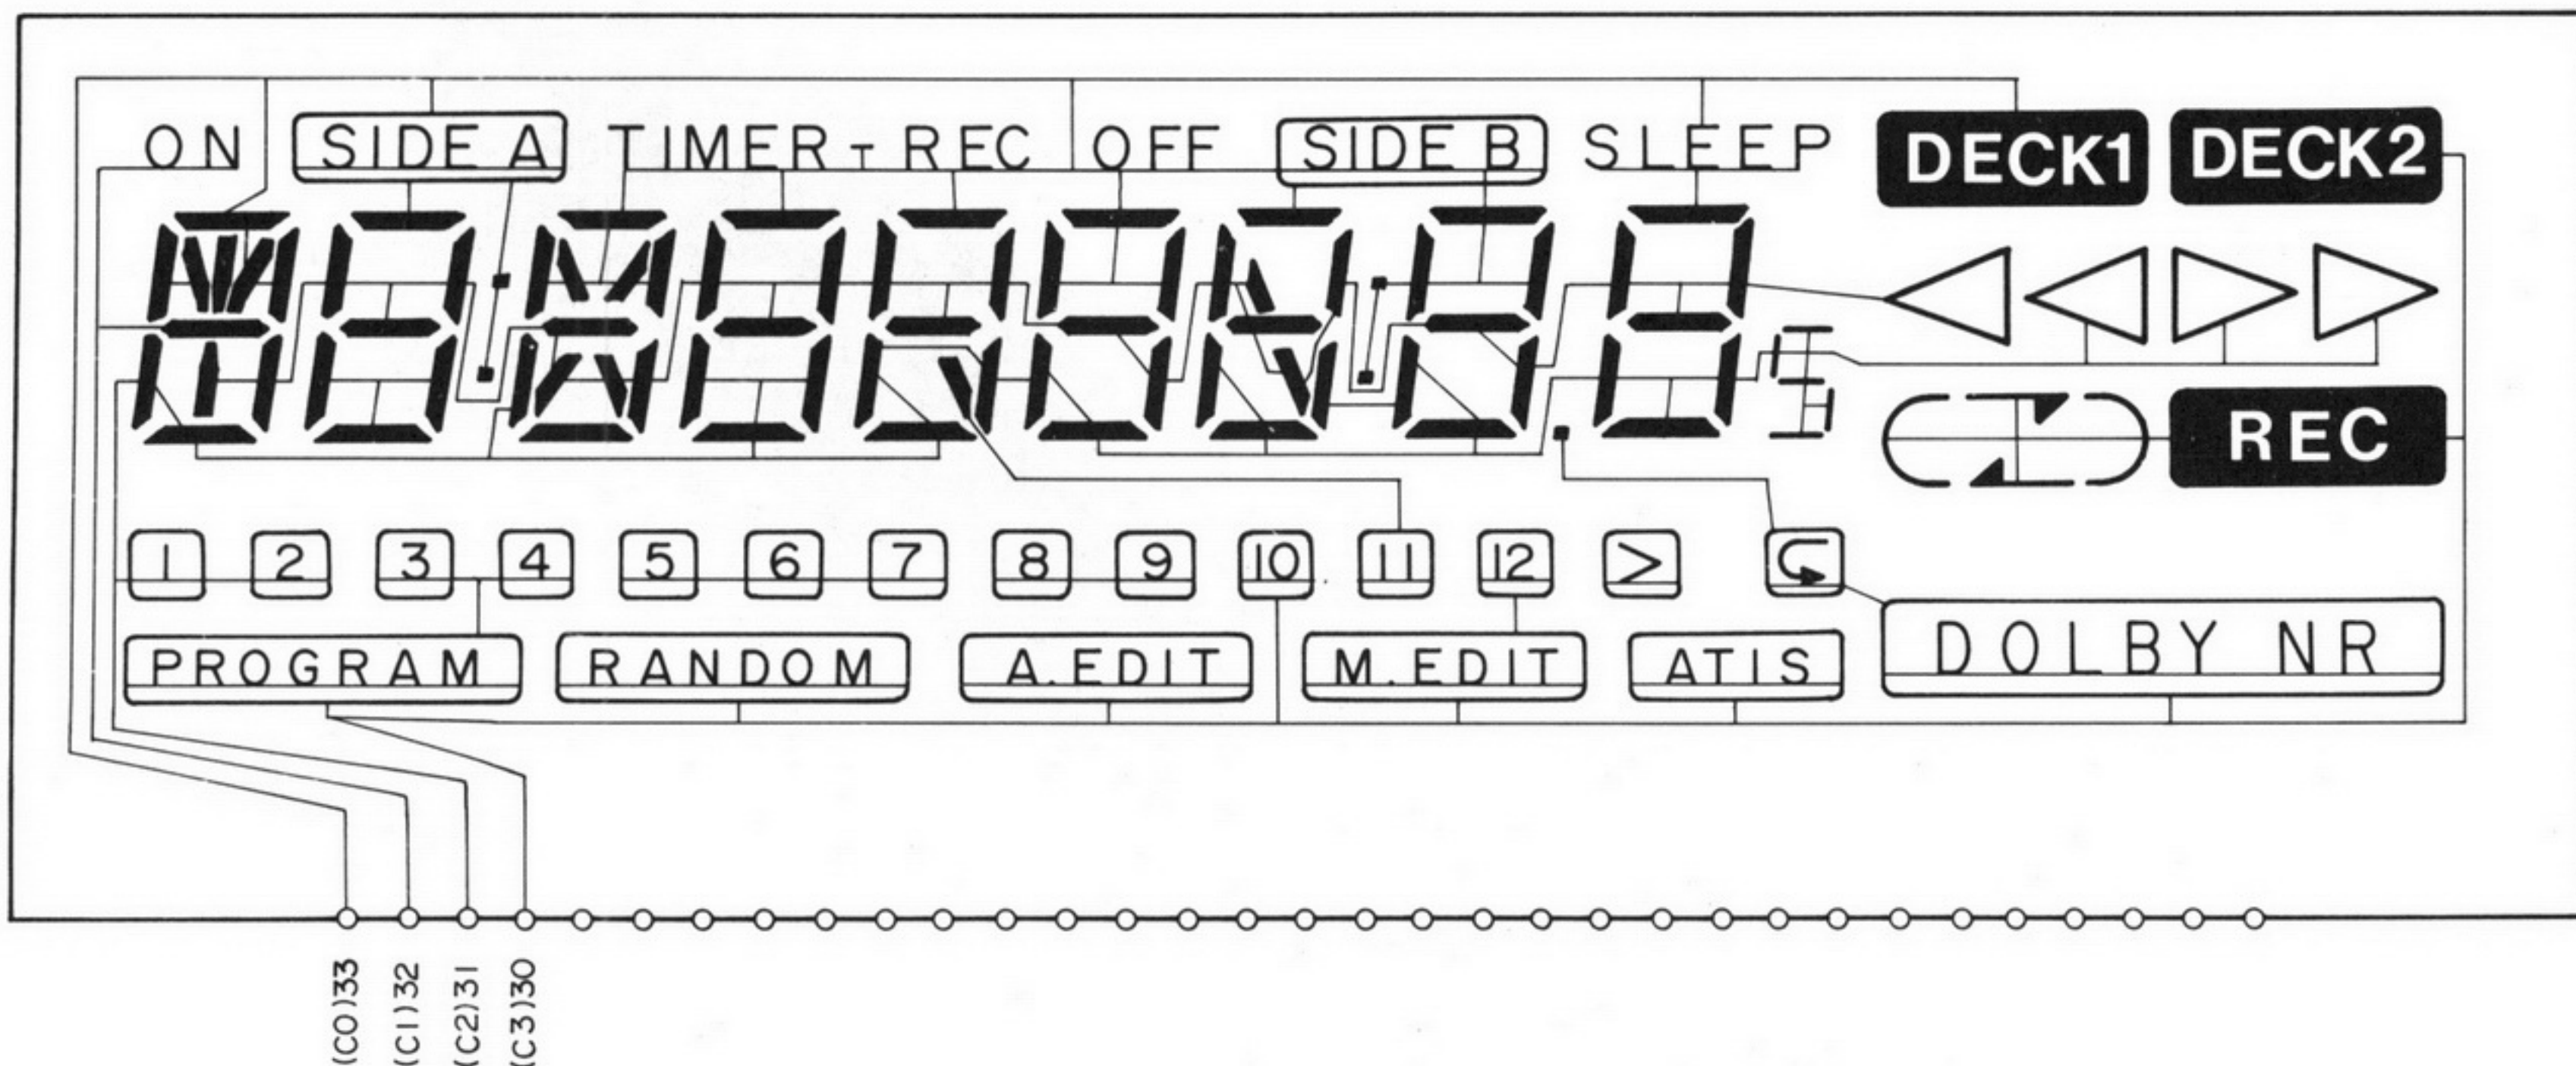 ON SIDE A TIMER-REC OFF SIDE B SLEEP DECK1 DECK2
REC
1 2 3 4 5 6 7 8 9 10 11 12 >
PROGRAM RANDOM A.EDIT M.EDIT ATIS DOLBY NR
(C0)33
(C1)32
(C2)31
(C3)30